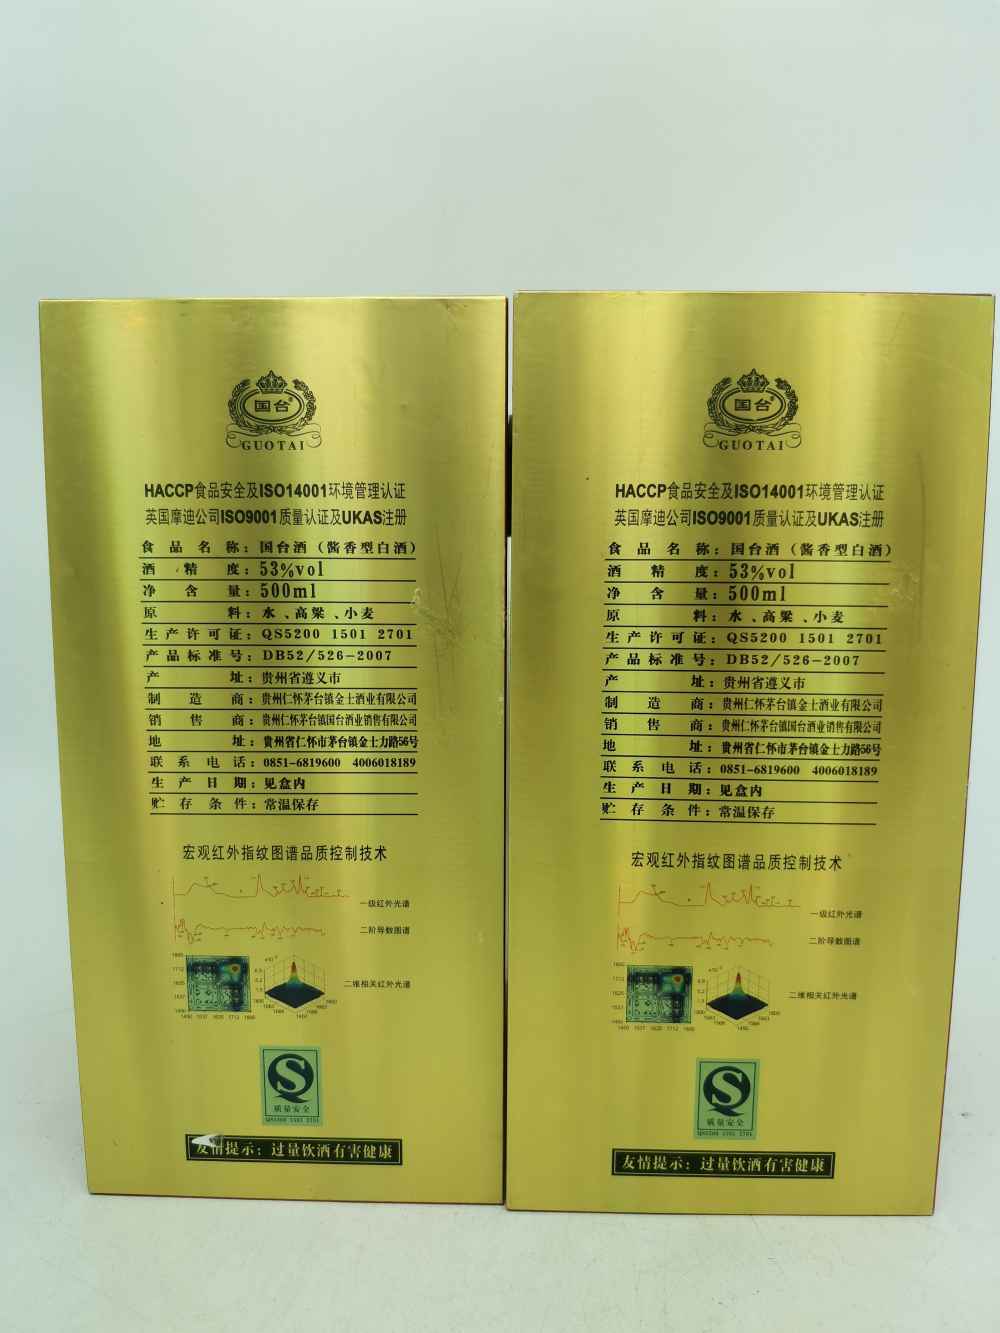 国台
GUOTAI
HACCP食品安全及ISO14001环境管理认证
英国摩迪公司ISO9001质量认证及UKAS注册
食品名称：国台酒（酱香型白酒）
酒精度：53%vol
净含量：500ml
原料：水、高粱、小麦
生产许可证：QS5200 1501 2701
产品标准号：DB52/526-2007
产址：贵州省遵义市
制造商：贵州仁怀茅台镇金士酒业有限公司
销售商：贵州仁怀茅台镇国台酒业销售有限公司
地址：贵州省仁怀市茅台镇金士力路56号
联系电话：0851-6819600 4006018189
生产日期：见盒内
贮存条件：常温保存
宏观红外指纹图谱品质控制技术
一级红外光谱
二阶导数图谱
二维相关红外光谱
质量安全
QS5200 1501 2701
友情提示：过量饮酒有害健康
国台
GUOTAI
HACCP食品安全及ISO14001环境管理认证
英国摩迪公司ISO9001质量认证及UKAS注册
食品名称：国台酒（酱香型白酒）
酒精度：53%vol
净含量：500ml
原料：水、高粱、小麦
生产许可证：QS5200 1501 2701
产品标准号：DB52/526-2007
产址：贵州省遵义市
制造商：贵州仁怀茅台镇金士酒业有限公司
销售商：贵州仁怀茅台镇国台酒业销售有限公司
地址：贵州省仁怀市茅台镇金士力路56号
联系电话：0851-6819600 4006018189
生产日期：见盒内
贮存条件：常温保存
宏观红外指纹图谱品质控制技术
一级红外光谱
二阶导数图谱
二维相关红外光谱
质量安全
QS5200 1501 2701
友情提示：过量饮酒有害健康